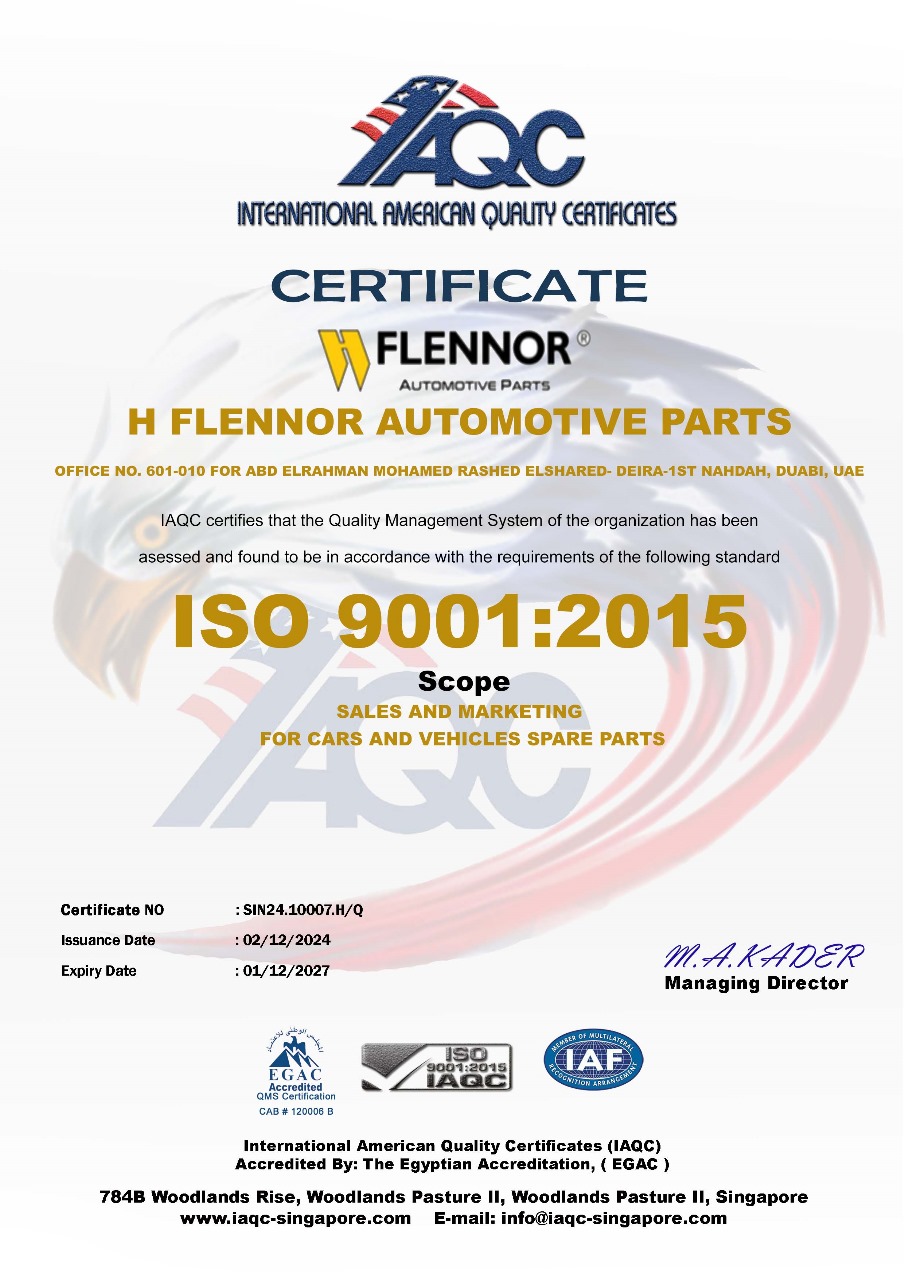 IAQC
INTERNATIONAL AMERICAN QUALITY CERTIFICATES
CERTIFICATE
H FLENNOR ®
AUTOMOTIVE PARTS
H FLENNOR AUTOMOTIVE PARTS
OFFICE NO. 601-010 FOR ABD ELRAHMAN MOHAMED RASHED ELSHARED- DEIRA-1ST NAHDAH, DUABI, UAE
IAQC certifies that the Quality Management System of the organization has been
asessed and found to be in accordance with the requirements of the following standard
ISO 9001:2015
Scope
SALES AND MARKETING
FOR CARS AND VEHICLES SPARE PARTS
IAQC
Certificate NO : SIN24.10007.H/Q
Issuance Date : 02/12/2024
Expiry Date : 01/12/2027
M.A.KADER
Managing Director
المجلس الوطني للاعتماد
EGAC
Accredited
QMS Certification
CAB # 120006 B
ISO
9001:2015
IAQC
MEMBER OF MULTILATERAL
IAF
RECOGNITION ARRANGEMENT
International American Quality Certificates (IAQC)
Accredited By: The Egyptian Accreditation, ( EGAC )
784B Woodlands Rise, Woodlands Pasture II, Woodlands Pasture II, Singapore
www.iaqc-singapore.com E-mail: info@iaqc-singapore.com